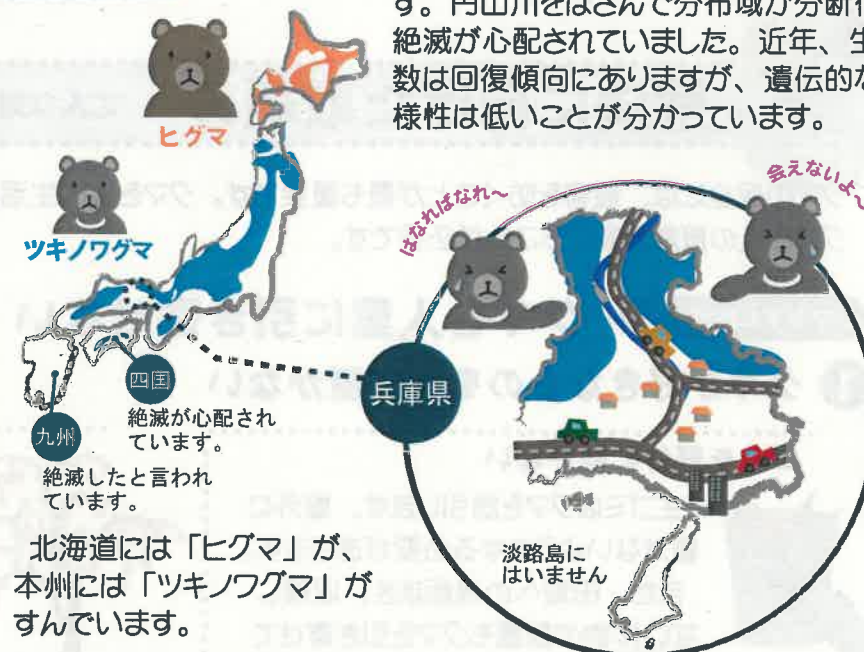 す。円山川をはさんで分布域が分断
絶滅が心配されていました。近年、生
数は回復傾向にありますが、遺伝的な
様性は低いことが分かっています。
ヒグマ
ツキノワグマ
はなればなれ〜
会えないよ〜
兵庫県
四国
絶滅が心配され
ています。
九州
絶滅したと言われ
ています。
淡路島に
はいません
北海道には「ヒグマ」が、
本州には「ツキノワグマ」が
すんでいます。